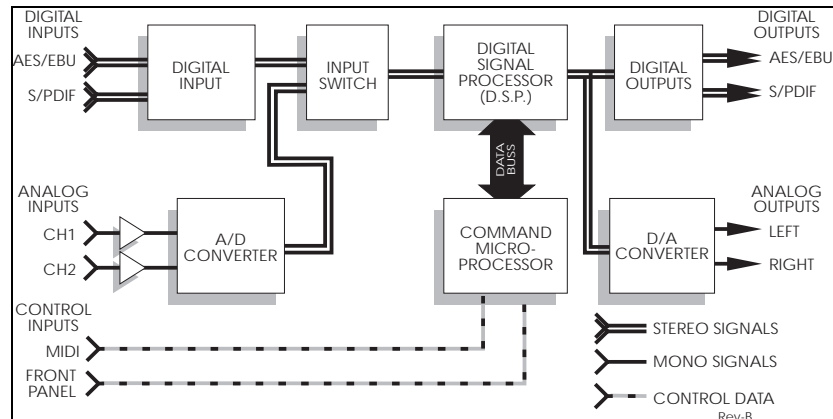 DIGITAL
INPUTS
AES/EBU
S/PDIF
DIGITAL
INPUT
INPUT
SWITCH
DIGITAL
SIGNAL
PROCESSOR
(D.S.P.)
DIGITAL
OUTPUTS
DIGITAL
OUTPUTS
AES/EBU
S/PDIF
DATA
BUSS
ANALOG
INPUTS
CH1
CH2
A/D
CONVERTER
COMMAND
MICRO-
PROCESSOR
D/A
CONVERTER
ANALOG
OUTPUTS
LEFT
RIGHT
CONTROL
INPUTS
MIDI
FRONT
PANEL
STEREO SIGNALS
MONO SIGNALS
CONTROL DATA
Rev-B